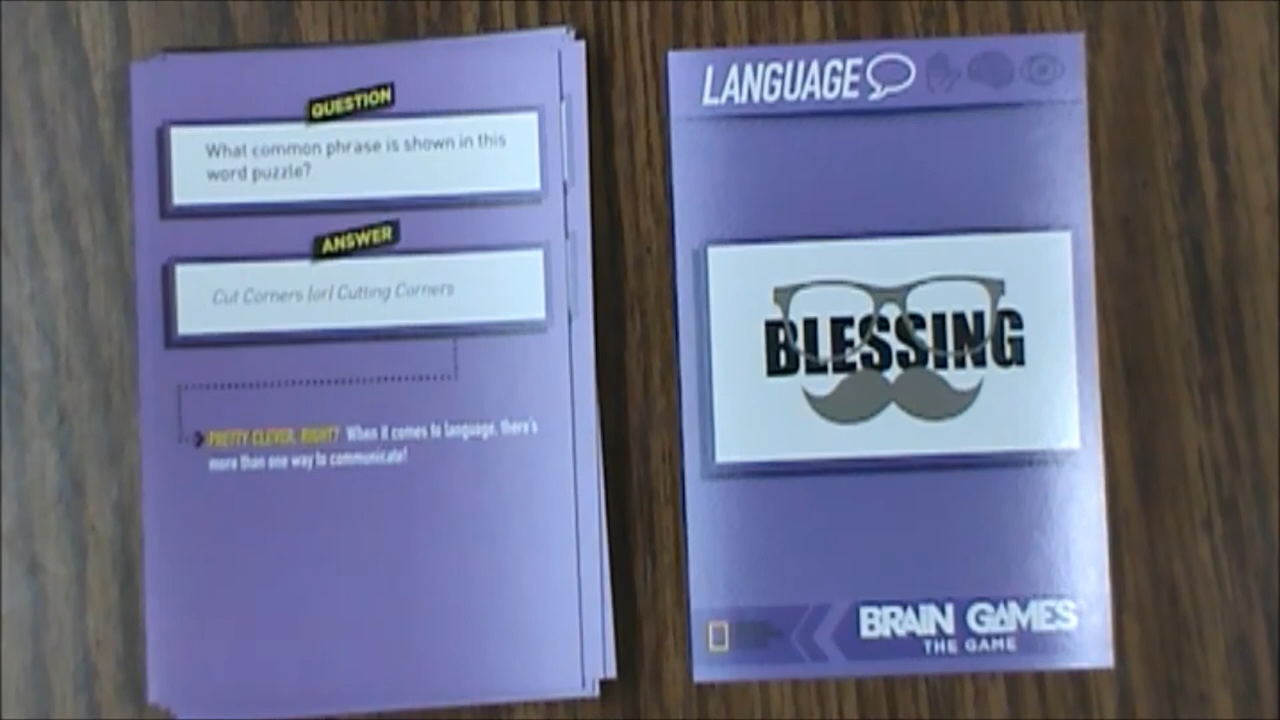 QUESTION
What common phrase is shown in this
word puzzle?
ANSWER
Cut Corners (or) Cutting Corners
PRETTY CLEVER, RIGHT? When it comes to language, there's
more than one way to communicate!
LANGUAGE
BLESSING
BRAIN GAMES
THE GAME